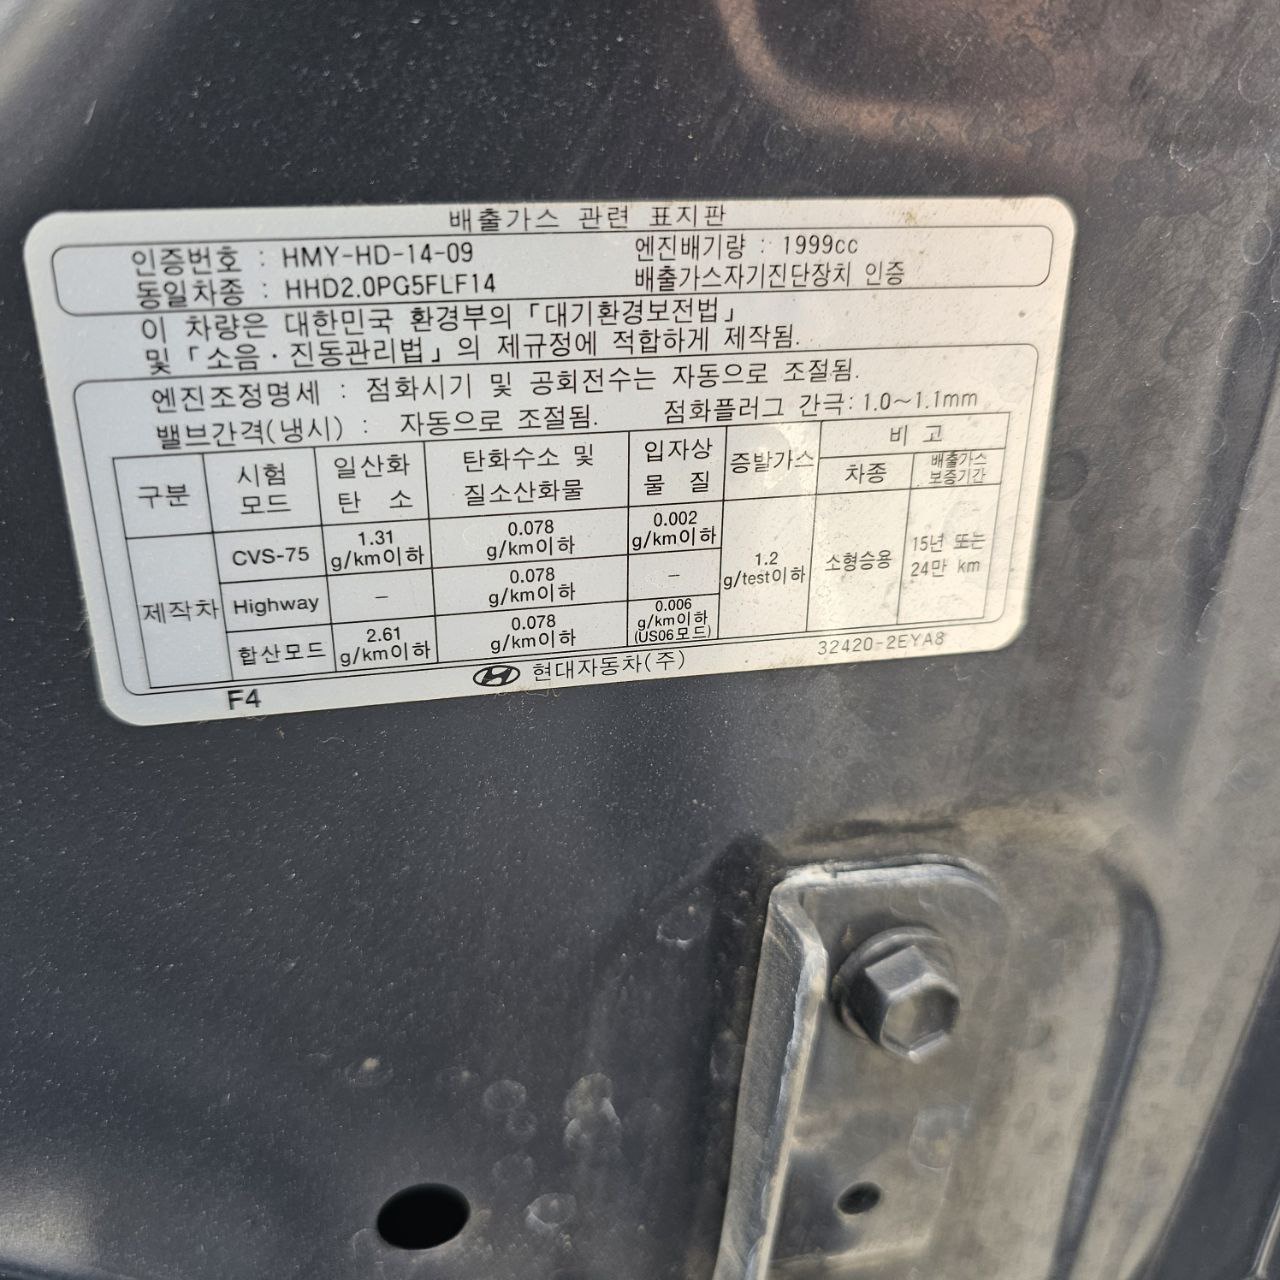 배출가스 관련 표지판
인증번호 : HMY-HD-14-09 엔진배기량 : 1999cc
동일차종 : HHD2.0PG5FLF14 배출가스자기진단장치 인증
이 차량은 대한민국 환경부의 「대기환경보전법」
및 「소음·진동관리법」의 제규정에 적합하게 제작됨.
엔진조정명세 : 점화시기 및 공회전수는 자동으로 조절됨.
밸브간격(냉시) : 자동으로 조절됨. 점화플러그 간극: 1.0~1.1mm
구분 시험 모드 일산화 탄 소 탄화수소 및 질소산화물 입자상 물 질 증발가스 비 고
차종 배출가스 보증기간
제작차 CVS-75 1.31 g/km이하 0.078 g/km이하 0.002 g/km이하 1.2 g/test이하 소형승용 15년 또는 24만 km
Highway - 0.078 g/km이하 -
합산모드 2.61 g/km이하 0.078 g/km이하 0.006 g/km이하 (US06모드)
F4 현대자동차(주) 32420-2EYA8